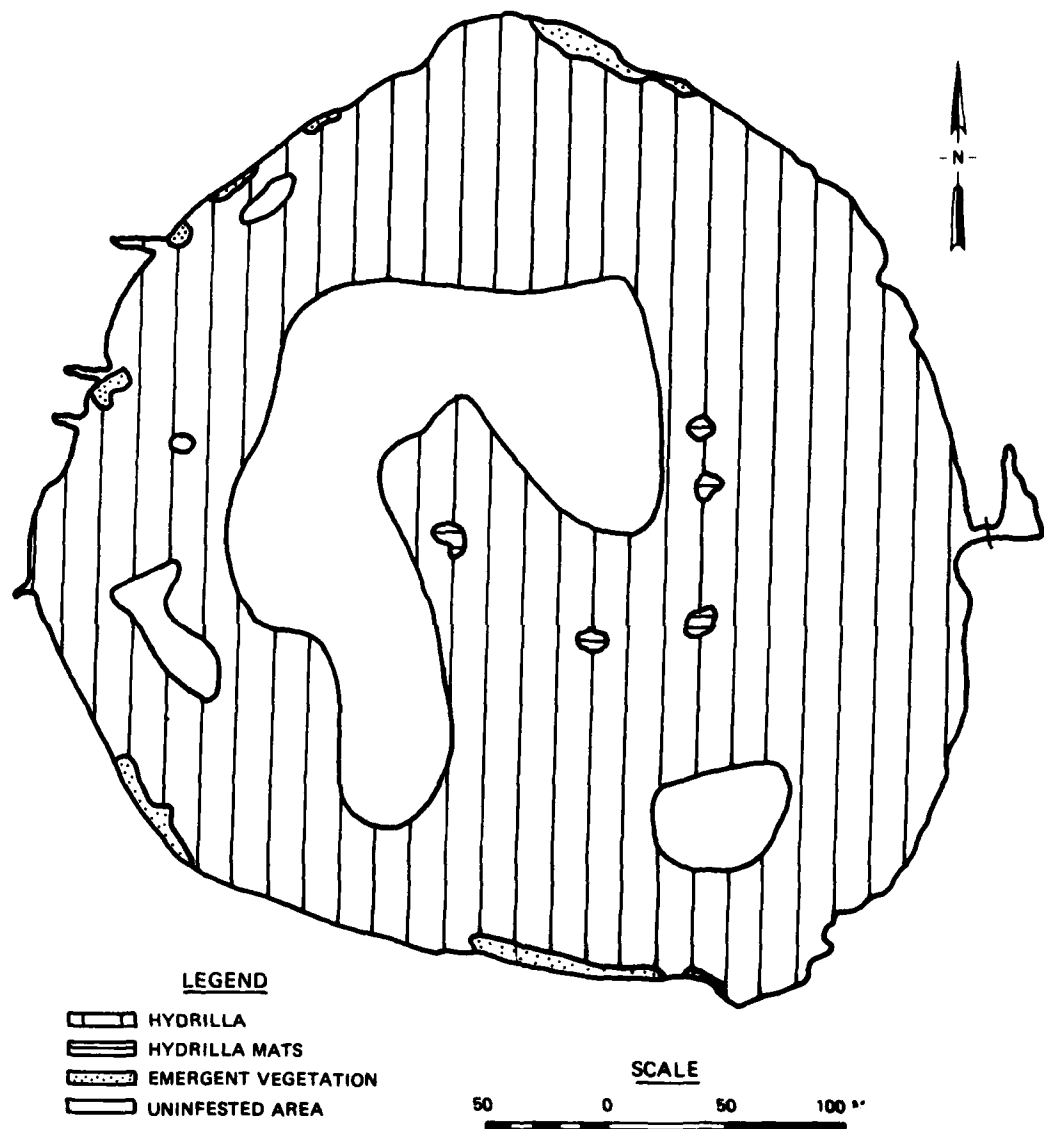 - N -
LEGEND
HYDRILLA
HYDRILLA MATS
EMERGENT VEGETATION
UNINFESTED AREA
SCALE
50 0 50 100